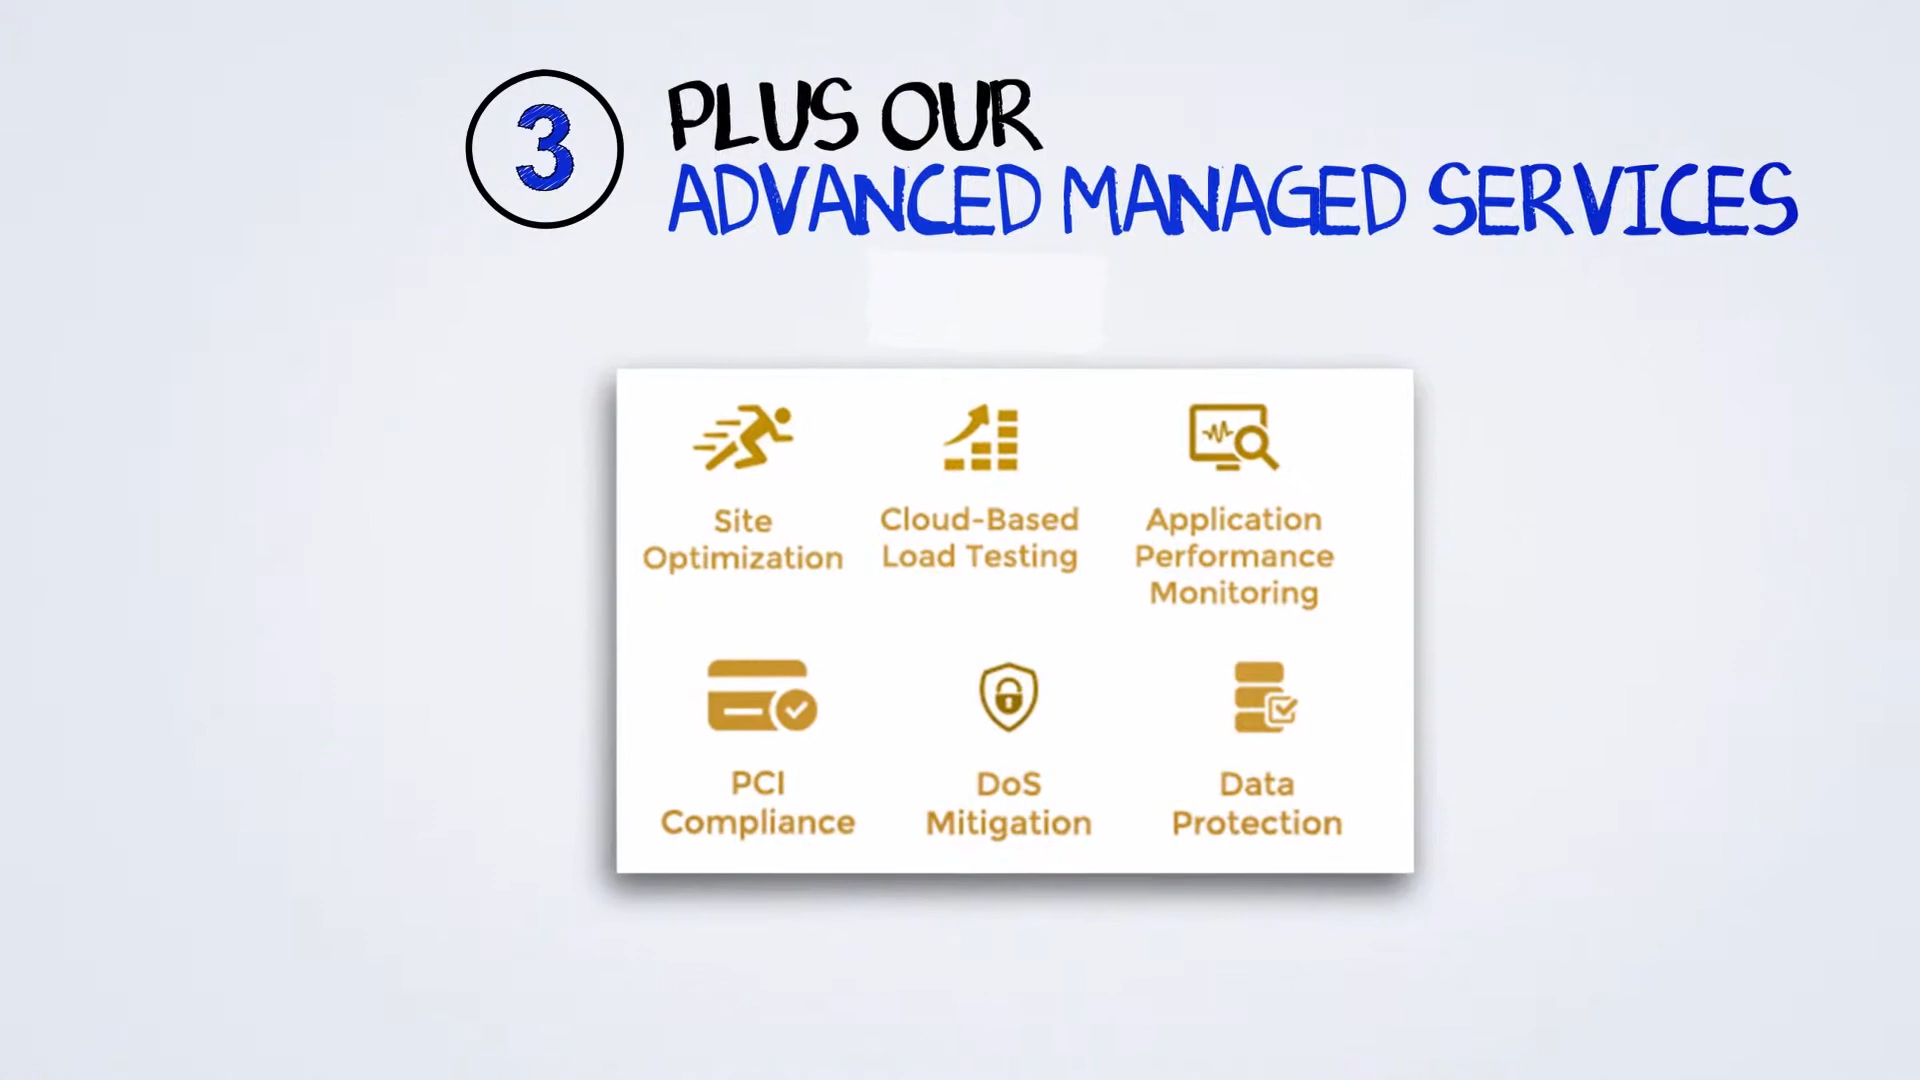 3
PLUS OUR
ADVANCED MANAGED SERVICES
Site
Optimization
Cloud-Based
Load Testing
Application
Performance
Monitoring
PCI
Compliance
DoS
Mitigation
Data
Protection